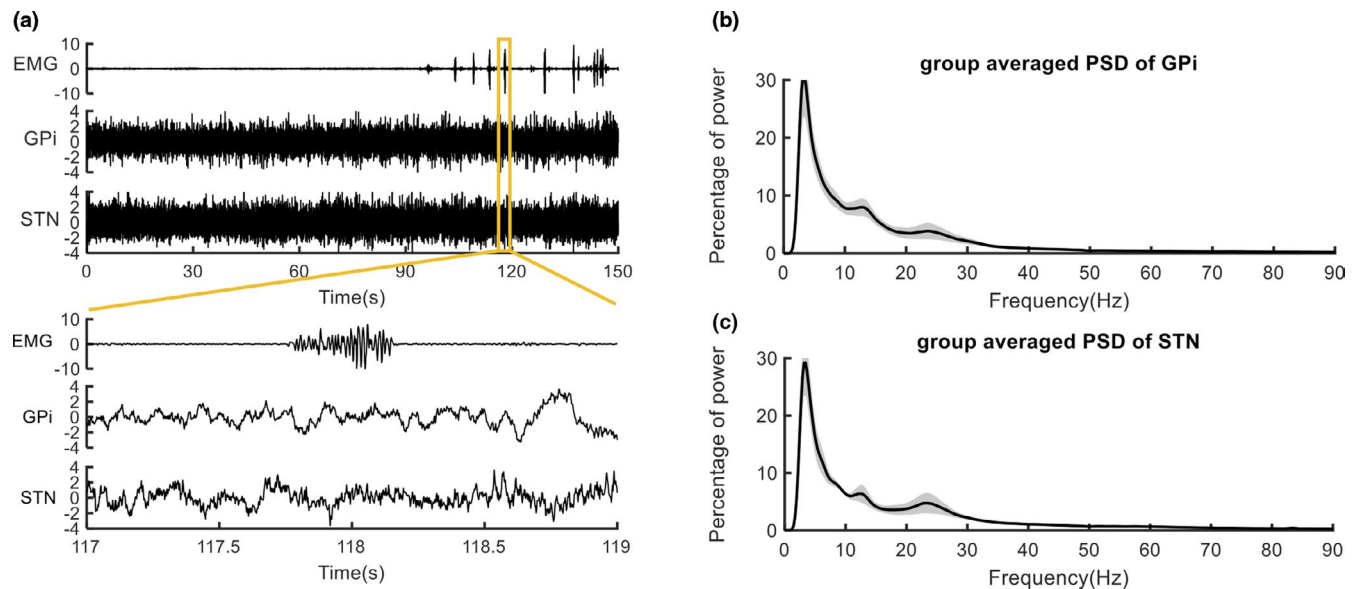 (a)
EMG
10
0
-10
GPi
4
2
0
-2
-4
STN
4
2
0
-2
-4
0 30 60 90 120 150
Time(s)
EMG
10
0
-10
GPi
4
2
0
-2
-4
STN
4
2
0
-2
-4
117 117.5 118 118.5 119
Time(s)
(b)
group averaged PSD of GPi
Percentage of power
30
20
10
0
0 10 20 30 40 50 60 70 80 90
Frequency(Hz)
(c)
group averaged PSD of STN
Percentage of power
30
20
10
0
0 10 20 30 40 50 60 70 80 90
Frequency(Hz)